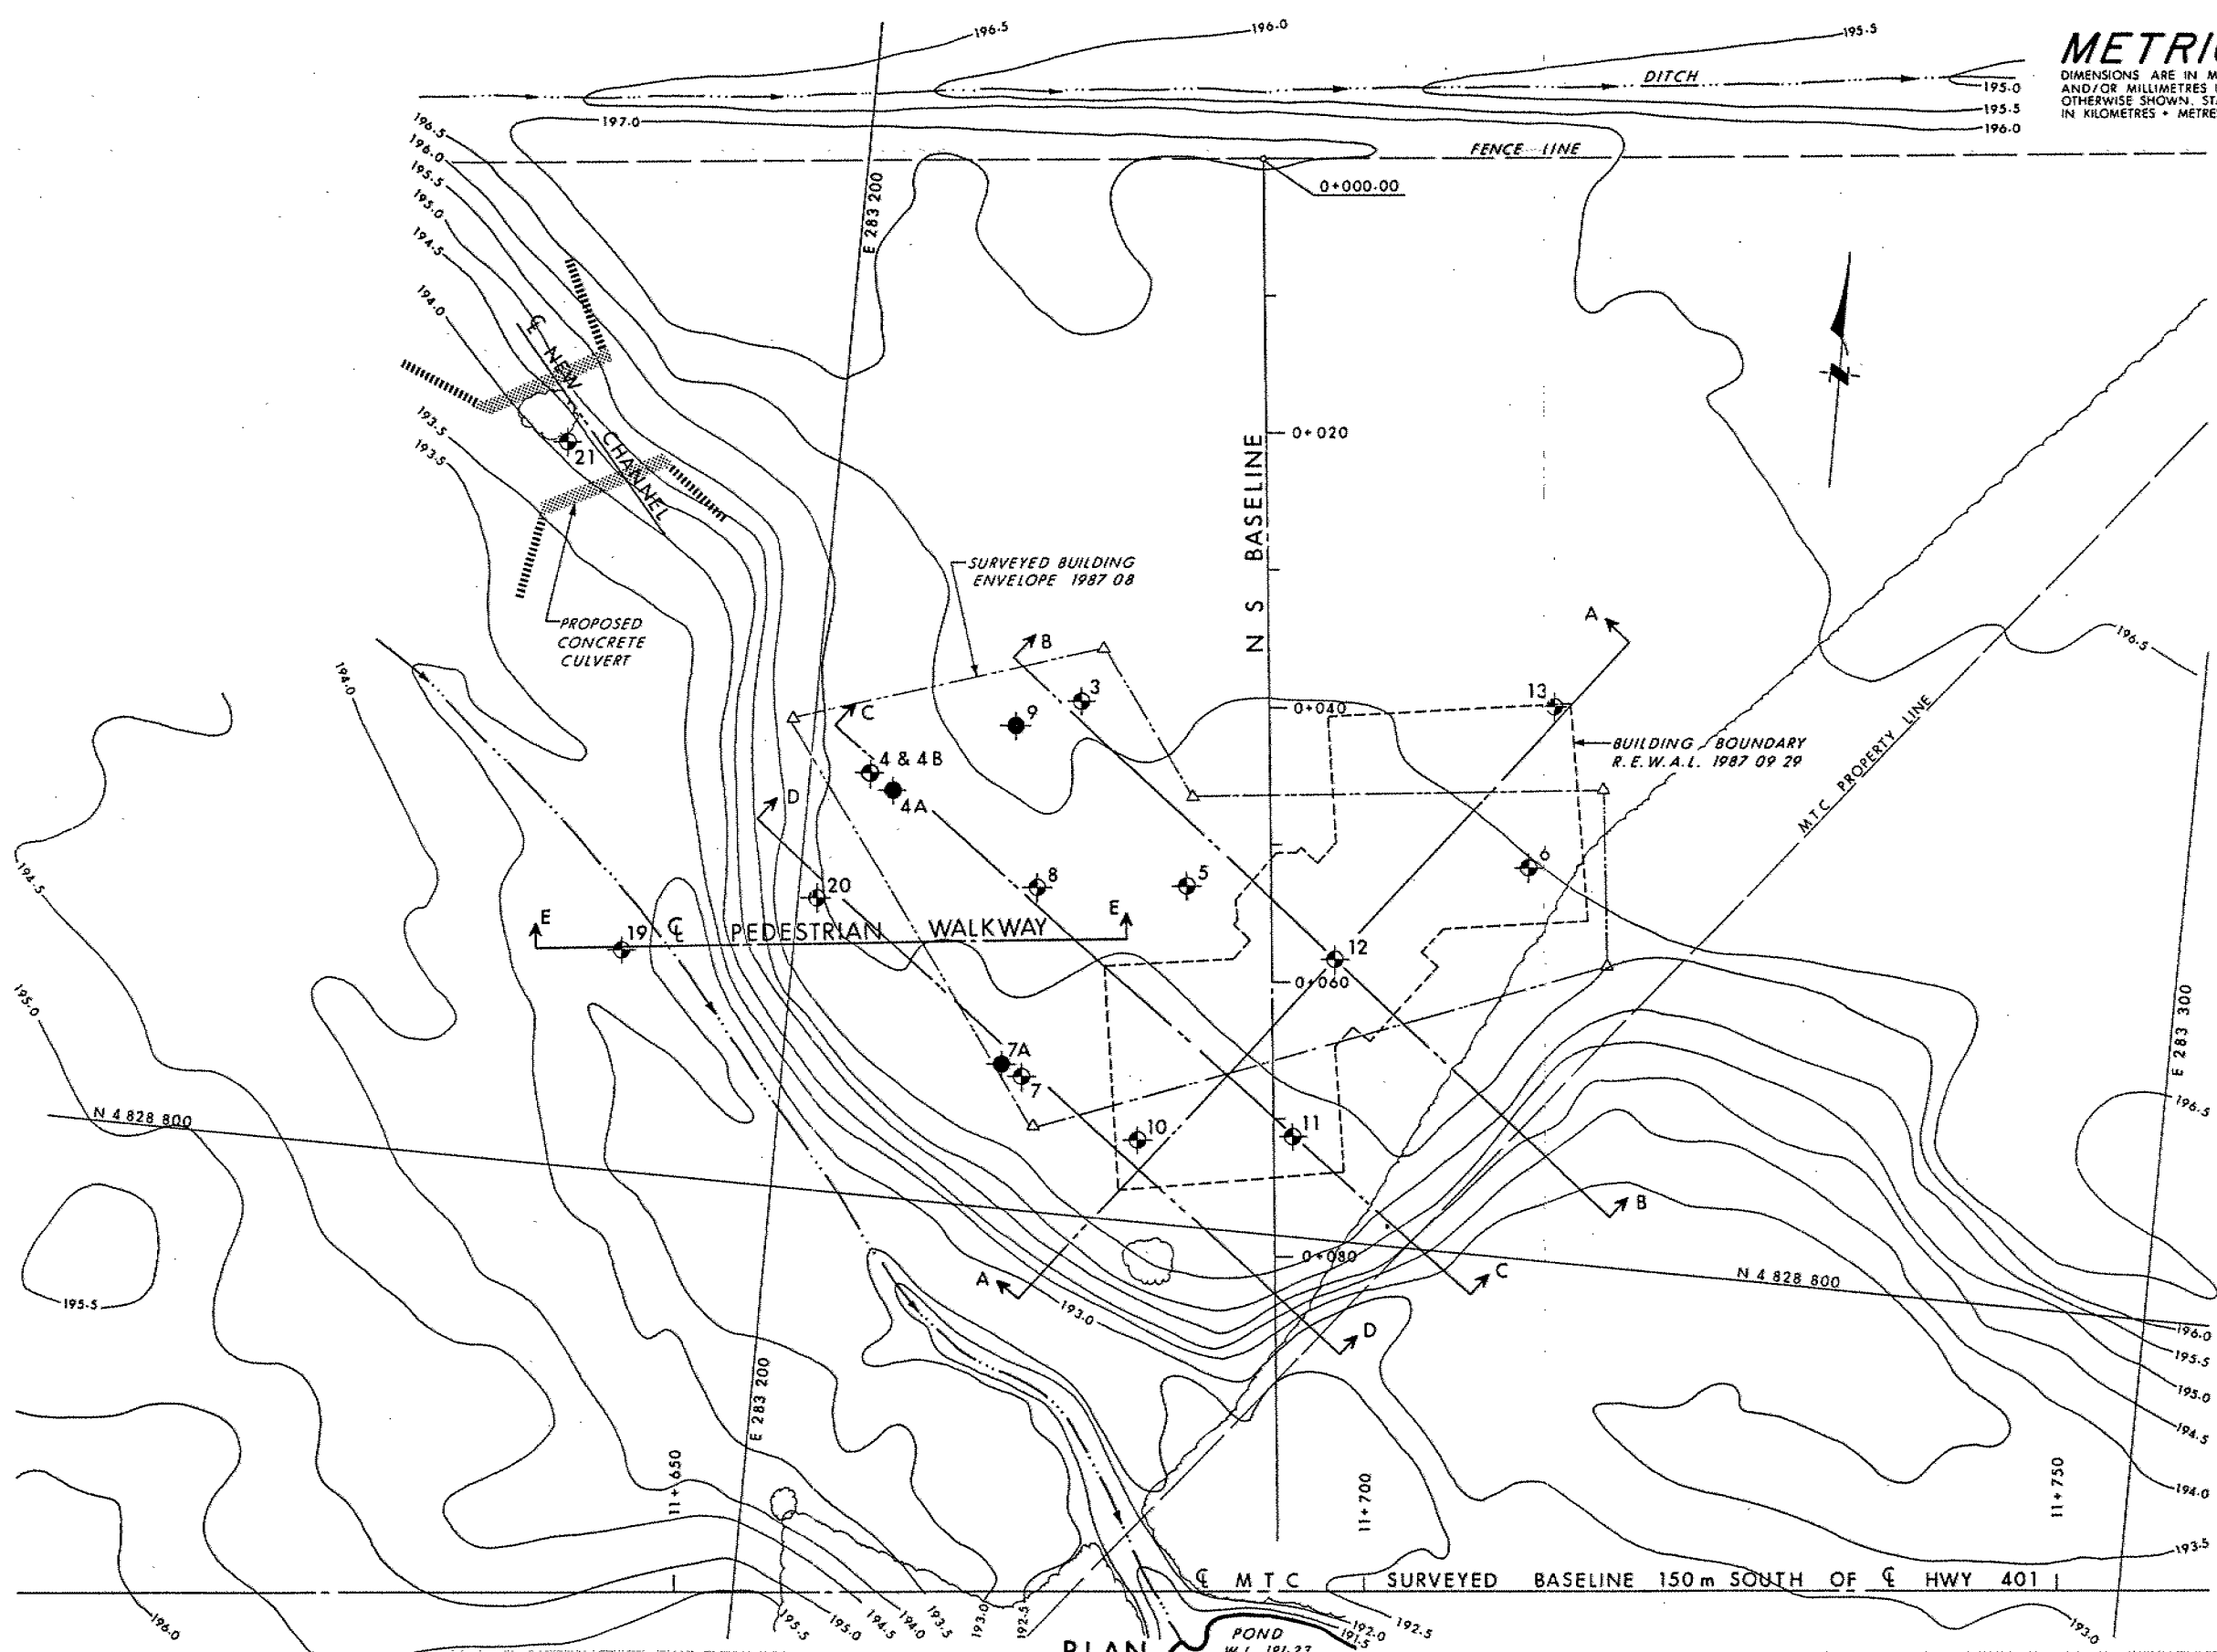 196.5
196.0
195.5
METRIC
DIMENSIONS ARE IN M
AND/OR MILLIMETRES
OTHERWISE SHOWN. ST
IN KILOMETRES + METRE
DITCH
195.0
195.5
196.0
197.0
196.5
196.0
195.5
195.0
194.5
194.0
FENCE LINE
0+000.00
E 283 200
℄ NEW CHANNEL
21
193.5
193.5
0+020
N S BASELINE
SURVEYED BUILDING
ENVELOPE 1987 08
PROPOSED
CONCRETE
CULVERT
194.0
A
B
196.5
3
13
C
9
0+040
BUILDING BOUNDARY
R.E.W.A.L. 1987 09 29
MTC PROPERTY LINE
4 & 4B
4A
D
6
8
5
20
194.5
E
E
19
℄ PEDESTRIAN WALKWAY
12
0+060
195.0
E 283 300
7A
7
196.5
N 4 828 800
10
11
B
0+080
C
N 4 828 800
A
193.0
195.5
D
196.0
195.5
195.0
194.5
194.0
193.5
E 283 200
11+650
11+700
11+750
℄ MTC SURVEYED BASELINE 150m SOUTH OF ℄ HWY 401
196.0
195.5
195.0
194.5
194.0
193.5
193.0
192.5
192.0
191.5
192.5
193.0
PLAN
POND
W.L. 191.27